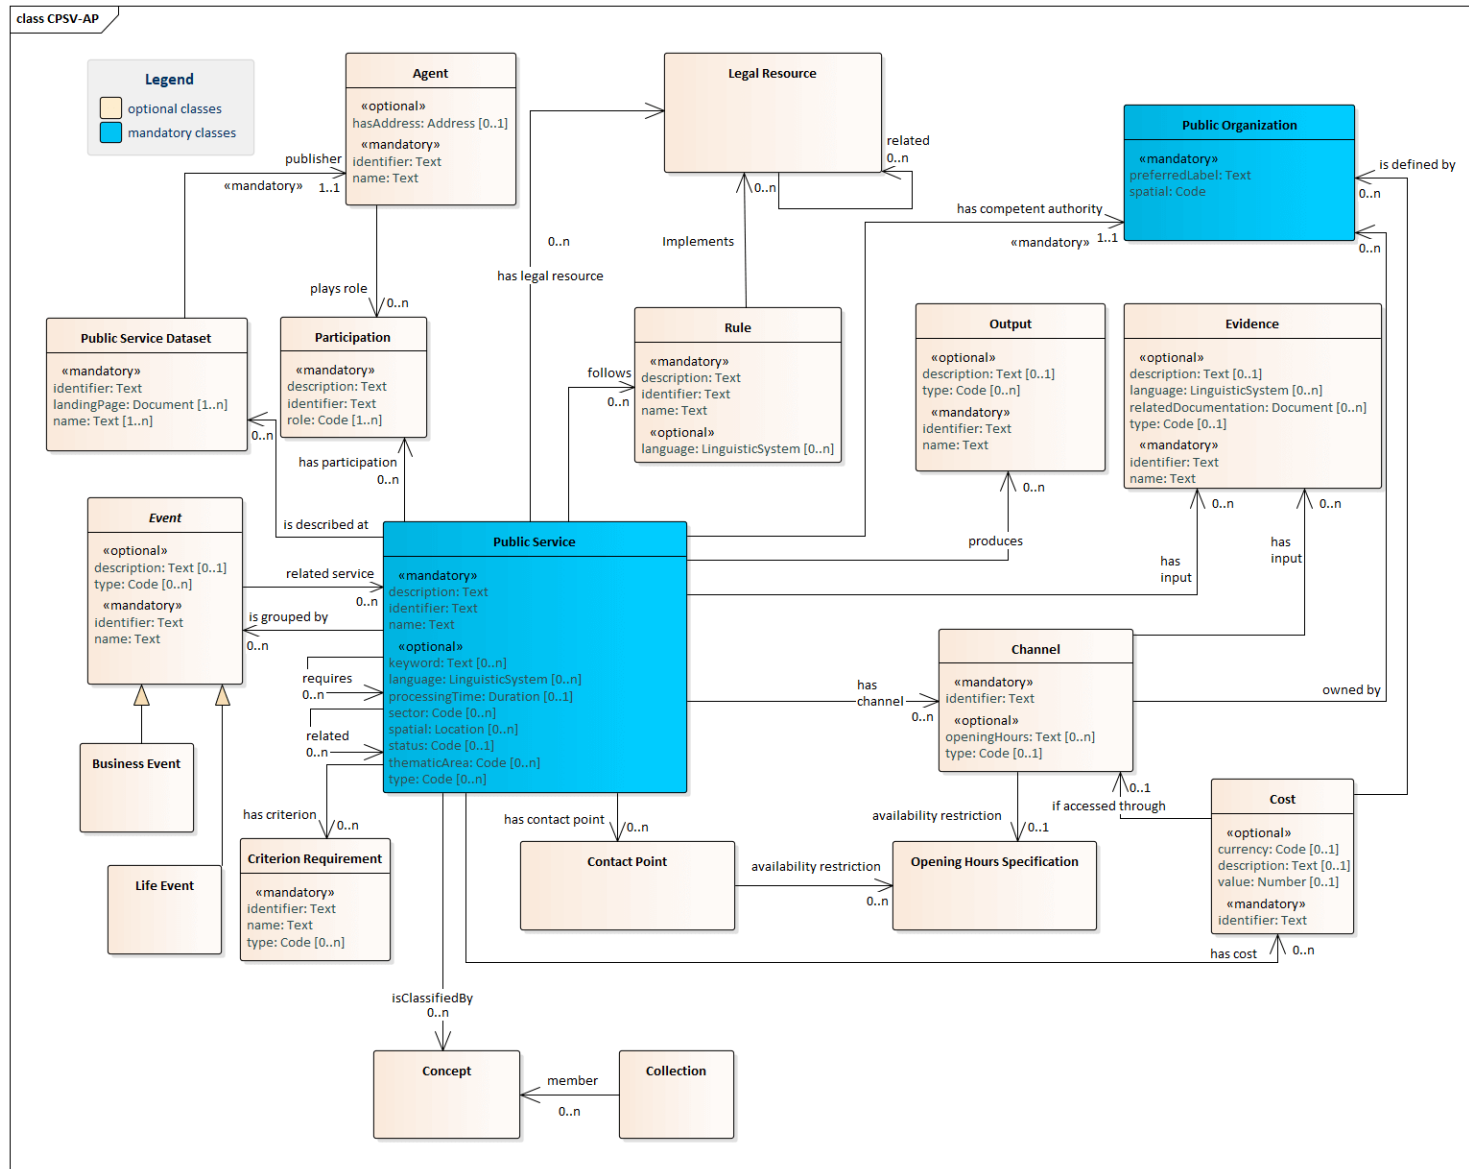 class CPSV-AP
Legend
optional classes
mandatory classes
Agent
«optional»
hasAddress: Address [0..1]
«mandatory»
identifier: Text
name: Text
publisher
«mandatory»
1..1
plays role
0..n
Legal Resource
related
0..n
0..n
Implements
0..n
has legal resource
Public Organization
«mandatory»
preferredLabel: Text
spatial: Code
is defined by
0..n
0..n
has competent authority
«mandatory»
1..1
Public Service Dataset
«mandatory»
identifier: Text
landingPage: Document [1..n]
name: Text [1..n]
0..n
is described at
Participation
«mandatory»
description: Text
identifier: Text
role: Code [1..n]
has participation
0..n
follows
0..n
Rule
«mandatory»
description: Text
identifier: Text
name: Text
«optional»
language: LinguisticSystem [0..n]
Output
«optional»
description: Text [0..1]
type: Code [0..n]
«mandatory»
identifier: Text
name: Text
0..n
produces
Evidence
«optional»
description: Text [0..1]
language: LinguisticSystem [0..n]
relatedDocumentation: Document [0..n]
type: Code [0..1]
«mandatory»
identifier: Text
name: Text
0..n
0..n
has
input
has
input
Event
«optional»
description: Text [0..1]
type: Code [0..n]
«mandatory»
identifier: Text
name: Text
related service
0..n
is grouped by
0..n
requires
0..n
related
0..n
Public Service
«mandatory»
description: Text
identifier: Text
name: Text
«optional»
keyword: Text [0..n]
language: LinguisticSystem [0..n]
processingTime: Duration [0..1]
sector: Code [0..n]
spatial: Location [0..n]
status: Code [0..1]
thematicArea: Code [0..n]
type: Code [0..n]
has
channel
0..n
Channel
«mandatory»
identifier: Text
«optional»
openingHours: Text [0..n]
type: Code [0..1]
owned by
Business Event
Life Event
has criterion
0..n
Criterion Requirement
«mandatory»
identifier: Text
name: Text
type: Code [0..n]
has contact point
0..n
Contact Point
availability restriction
0..n
availability restriction
0..1
Opening Hours Specification
0..1
if accessed through
Cost
«optional»
currency: Code [0..1]
description: Text [0..1]
value: Number [0..1]
«mandatory»
identifier: Text
has cost
0..n
isClassifiedBy
0..n
Concept
member
0..n
Collection